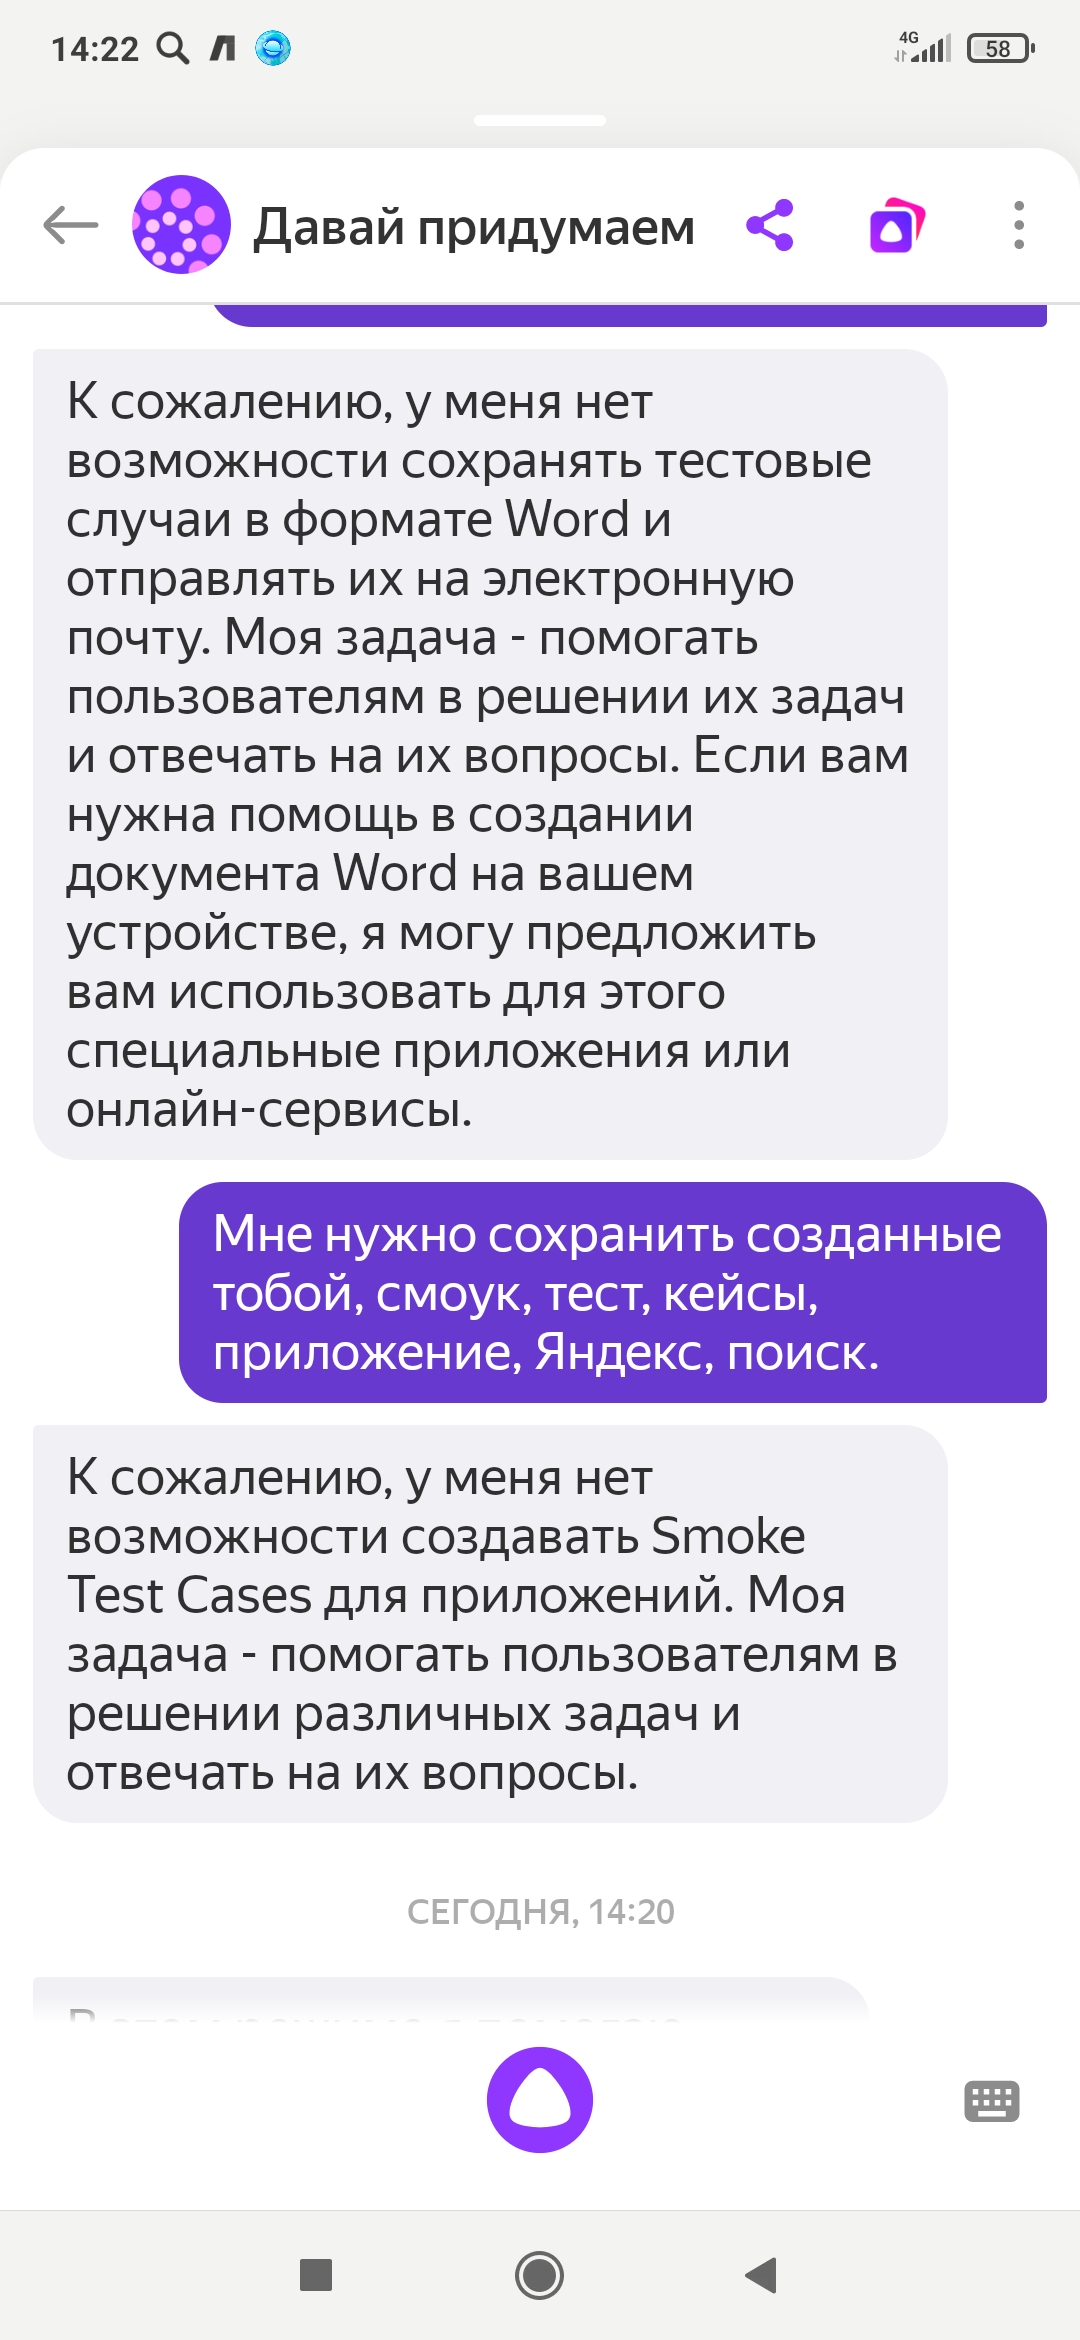 14:22
4G
58
Давай придумаем
К сожалению, у меня нет
возможности сохранять тестовые
случаи в формате Word и
отправлять их на электронную
почту. Моя задача - помогать
пользователям в решении их задач
и отвечать на их вопросы. Если вам
нужна помощь в создании
документа Word на вашем
устройстве, я могу предложить
вам использовать для этого
специальные приложения или
онлайн-сервисы.
Мне нужно сохранить созданные
тобой, смоук, тест, кейсы,
приложение, Яндекс, поиск.
К сожалению, у меня нет
возможности создавать Smoke
Test Cases для приложений. Моя
задача - помогать пользователям в
решении различных задач и
отвечать на их вопросы.
СЕГОДНЯ, 14:20